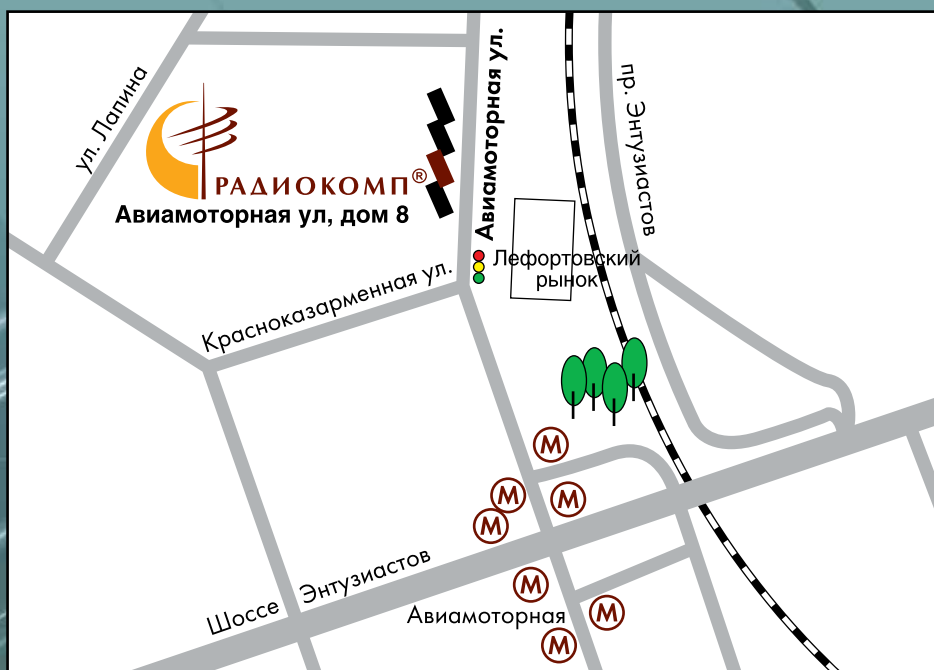 Авиамоторная ул.
ул. Лапина
пр. Энтузиастов
РАДИОКОМП®
Авиамоторная ул, дом 8
Лефортовский
рынок
Красноказарменная ул.
М
М
М
М
Шоссе Энтузиастов
М
Авиамоторная
М
М